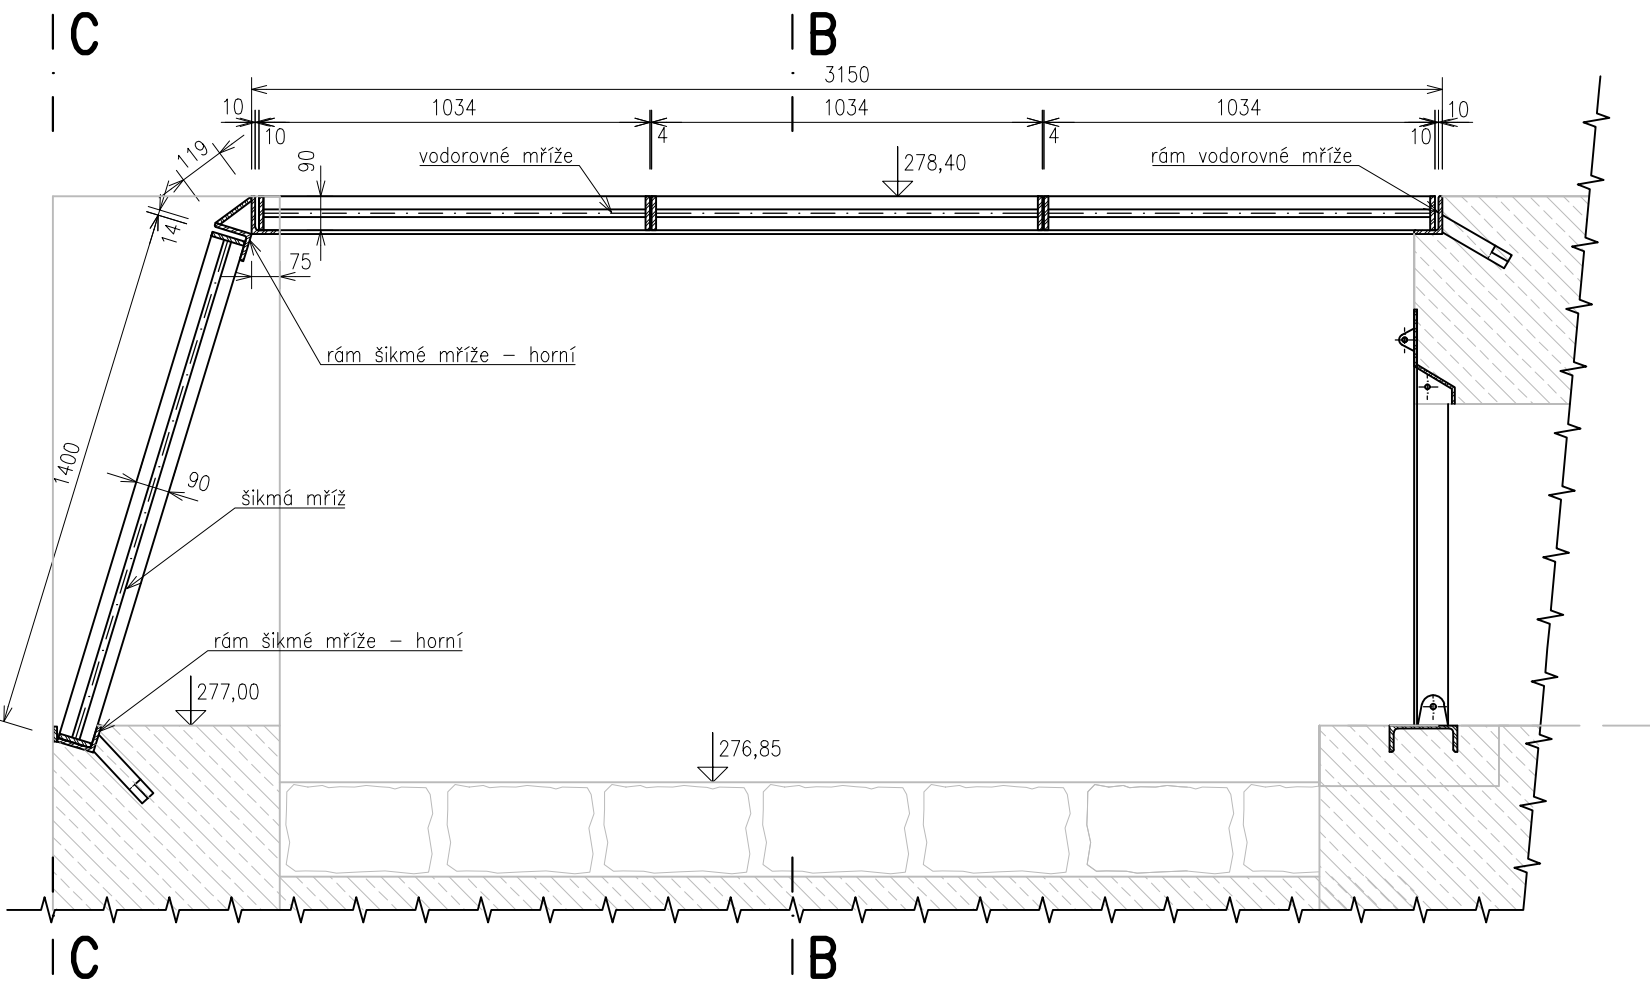 C
B
3150
10
1034
1034
1034
10
10
4
4
10
119
90
vodorovné mříže
278,40
rám vodorovné mříže
14
75
rám šikmé mříže – horní
1400
90
šikmá mříž
rám šikmé mříže – horní
277,00
276,85
C
B